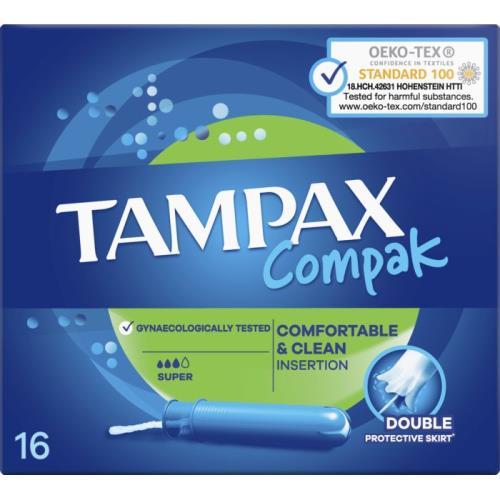 OEKO-TEX®
CONFIDENCE IN TEXTILES
STANDARD 100
18.HCH.42631 HOHENSTEIN HTTI
Tested for harmful substances.
www.oeko-tex.com/standard100
TAMPAX
Compak
GYNAECOLOGICALLY TESTED
SUPER
COMFORTABLE
& CLEAN
INSERTION
DOUBLE
PROTECTIVE SKIRT*
16